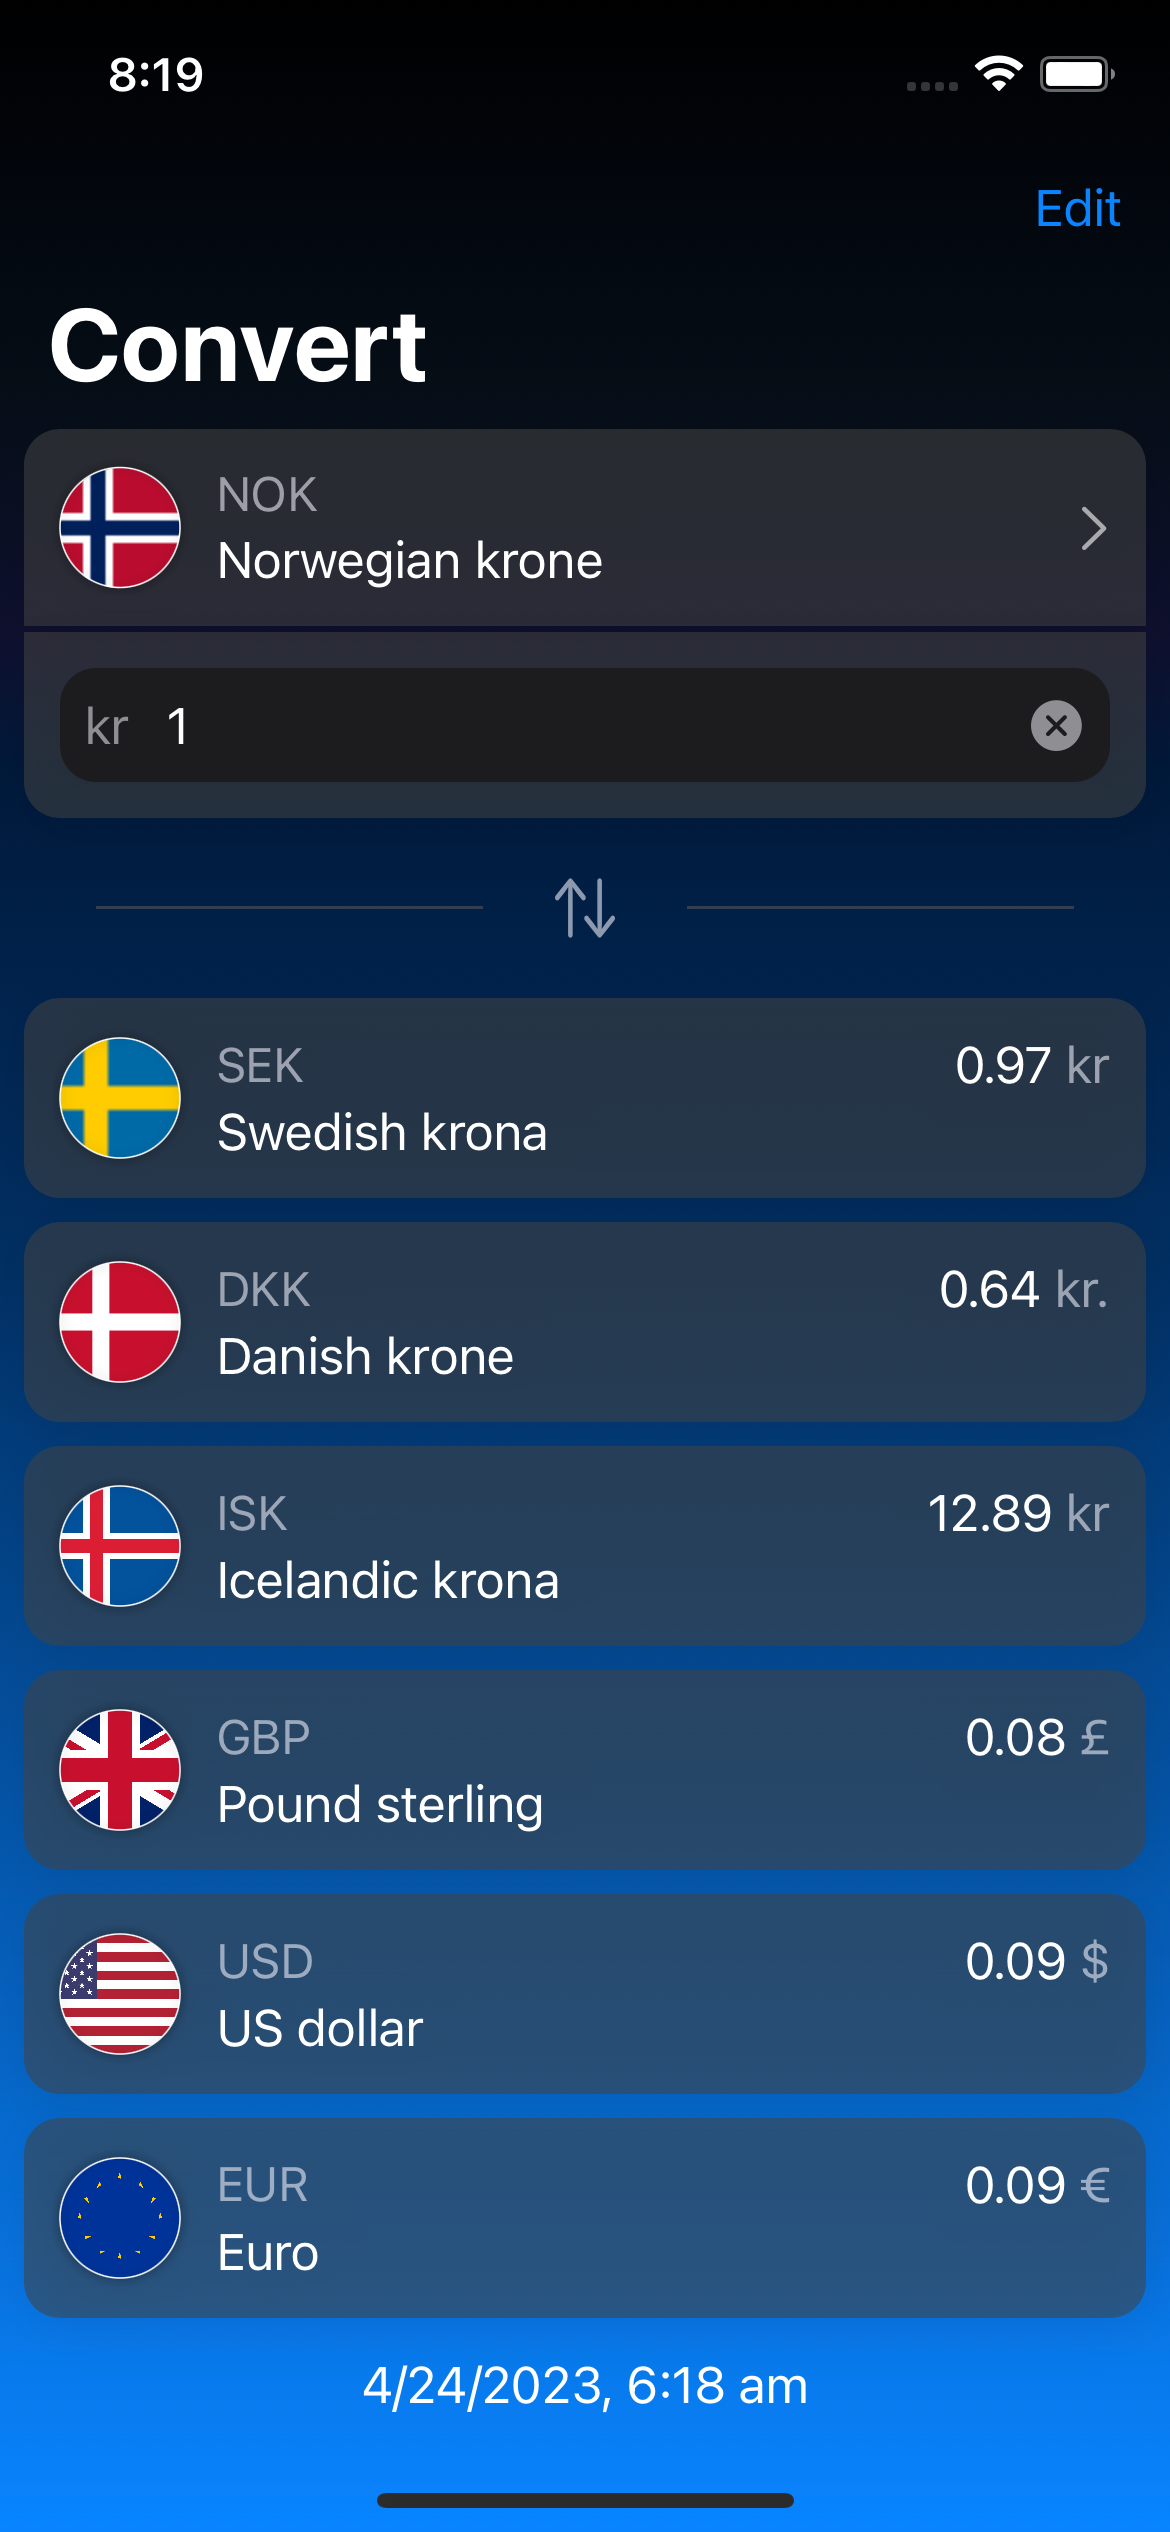 8:19
Edit
Convert
NOK
Norwegian krone
kr 1
SEK
0.97 kr
Swedish krona
DKK
0.64 kr.
Danish krone
ISK
12.89 kr
Icelandic krona
GBP
0.08 £
Pound sterling
USD
0.09 $
US dollar
EUR
0.09 €
Euro
4/24/2023, 6:18 am